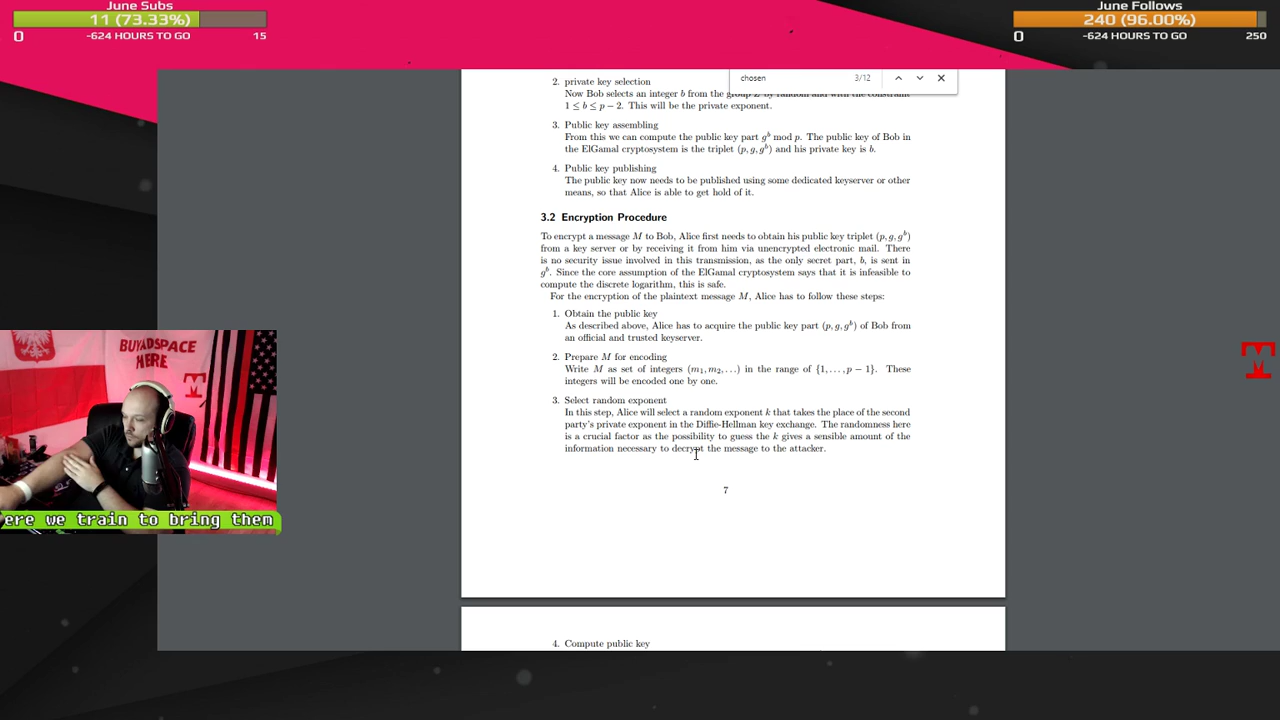 June Subs
11 (73.33%)
0 -624 HOURS TO GO 15
June Follows
240 (96.00%)
0 -624 HOURS TO GO 250
chosen 3/12
2. private key selection
Now Bob selects an integer b from the group by random and with the constraint
1 ≤ b ≤ p − 2. This will be the private exponent.
3. Public key assembling
From this we can compute the public key part g^b mod p. The public key of Bob in
the ElGamal cryptosystem is the triplet (p, g, g^b) and his private key is b.
4. Public key publishing
The public key now needs to be published using some dedicated keyserver or other
means, so that Alice is able to get hold of it.
3.2 Encryption Procedure
To encrypt a message M to Bob, Alice first needs to obtain his public key triplet (p, g, g^b)
from a key server or by receiving it from him via unencrypted electronic mail. There
is no security issue involved in this transmission, as the only secret part, b, is sent in
g^b. Since the core assumption of the ElGamal cryptosystem says that it is infeasible to
compute the discrete logarithm, this is safe.
For the encryption of the plaintext message M, Alice has to follow these steps:
1. Obtain the public key
As described above, Alice has to acquire the public key part (p, g, g^b) of Bob from
an official and trusted keyserver.
2. Prepare M for encoding
Write M as set of integers (m1, m2, . . .) in the range of {1, . . . , p − 1}. These
integers will be encoded one by one.
3. Select random exponent
In this step, Alice will select a random exponent k that takes the place of the second
party's private exponent in the Diffie-Hellman key exchange. The randomness here
is a crucial factor as the possibility to guess the k gives a sensible amount of the
information necessary to decrypt the message to the attacker.
7
4. Compute public key
BUY ADSPACE
HERE
ere we train to bring them